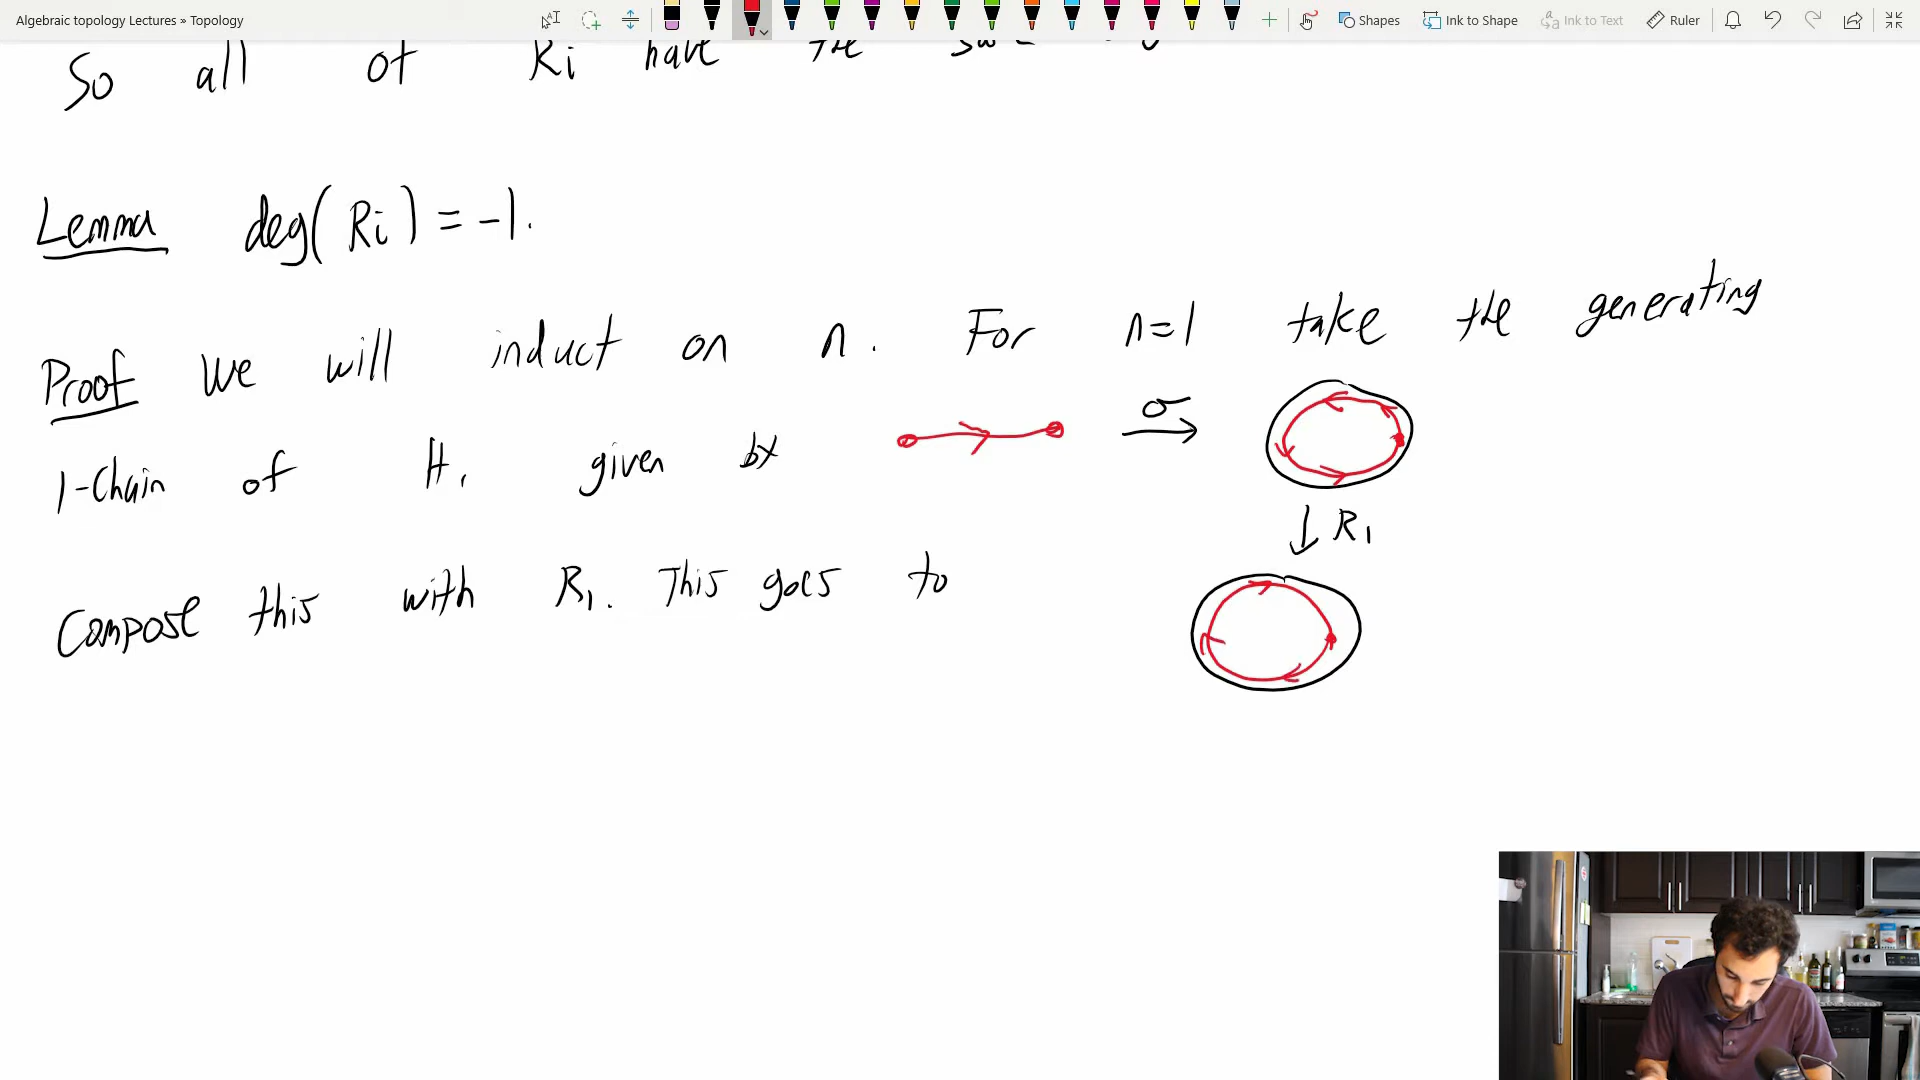 Algebraic topology Lectures » Topology
Shapes
Ink to Shape
Ink to Text
Ruler
So all of Ri have the
Lemma deg(Ri) = -1.
Proof We will induct on n. For n=1 take the generating
1-Chain of H1 given by
σ
R1
Compose this with R1. This goes to